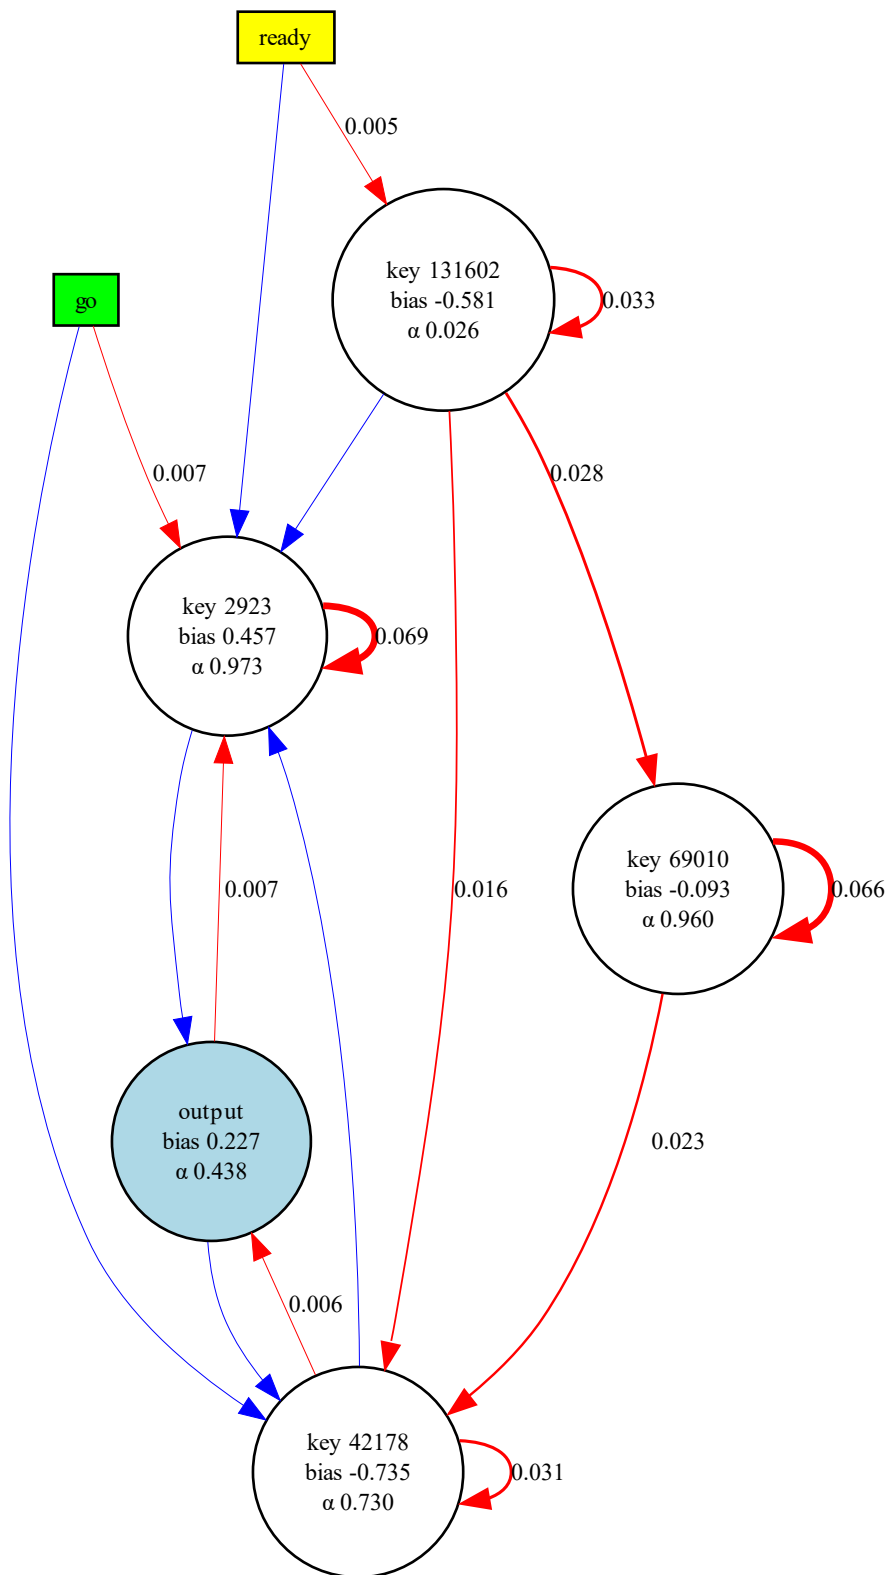 ready
0.005
key 131602
bias -0.581
α 0.026
0.033
go
0.007
0.028
key 2923
bias 0.457
α 0.973
0.069
key 69010
bias -0.093
α 0.960
0.066
0.007
0.016
output
bias 0.227
α 0.438
0.023
0.006
key 42178
bias -0.735
α 0.730
0.031